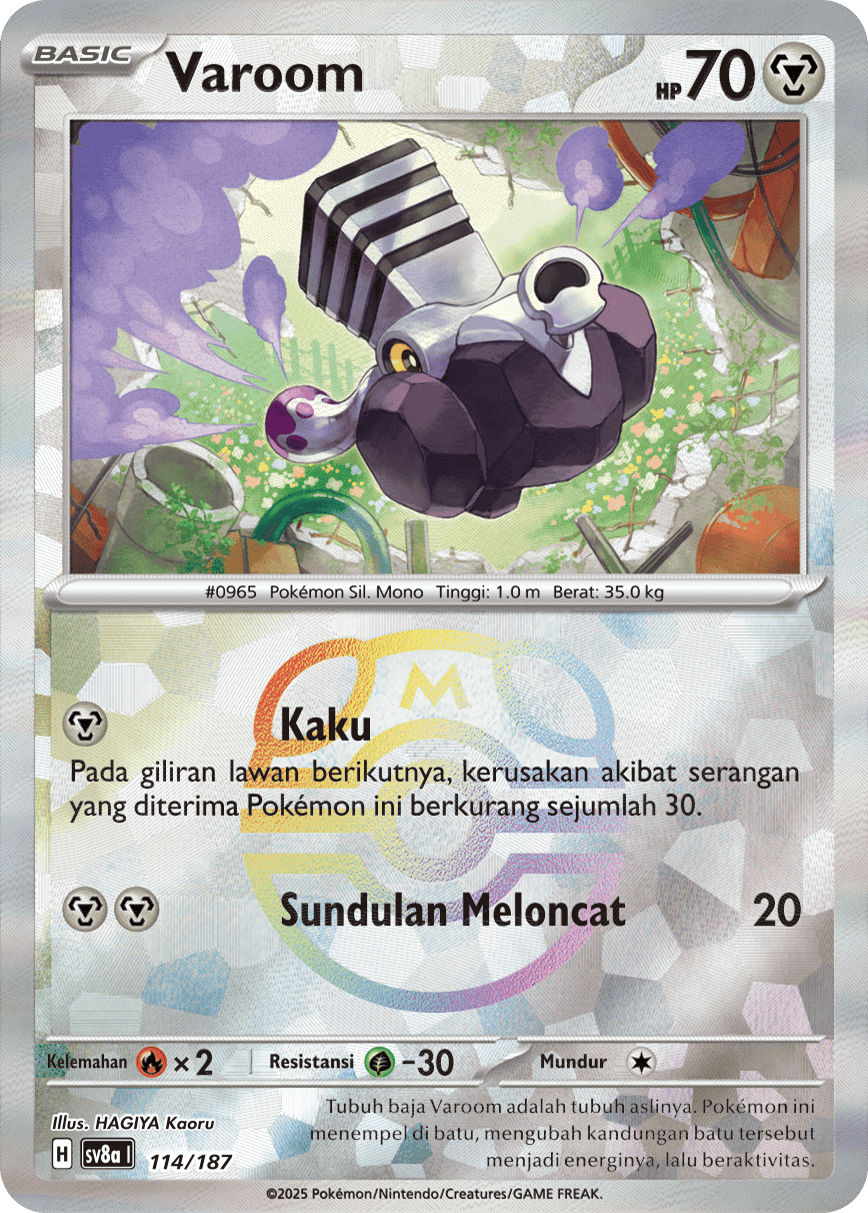 BASIC
Varoom
HP 70
#0965 Pokémon Sil. Mono Tinggi: 1.0 m Berat: 35.0 kg
M
Kaku
Pada giliran lawan berikutnya, kerusakan akibat serangan
yang diterima Pokémon ini berkurang sejumlah 30.
Sundulan Meloncat 20
Kelemahan ×2 Resistansi -30 Mundur
Illus. HAGIYA Kaoru
H sv8a I 114/187
Tubuh baja Varoom adalah tubuh aslinya. Pokémon ini
menempel di batu, mengubah kandungan batu tersebut
menjadi energinya, lalu beraktivitas.
©2025 Pokémon/Nintendo/Creatures/GAME FREAK.